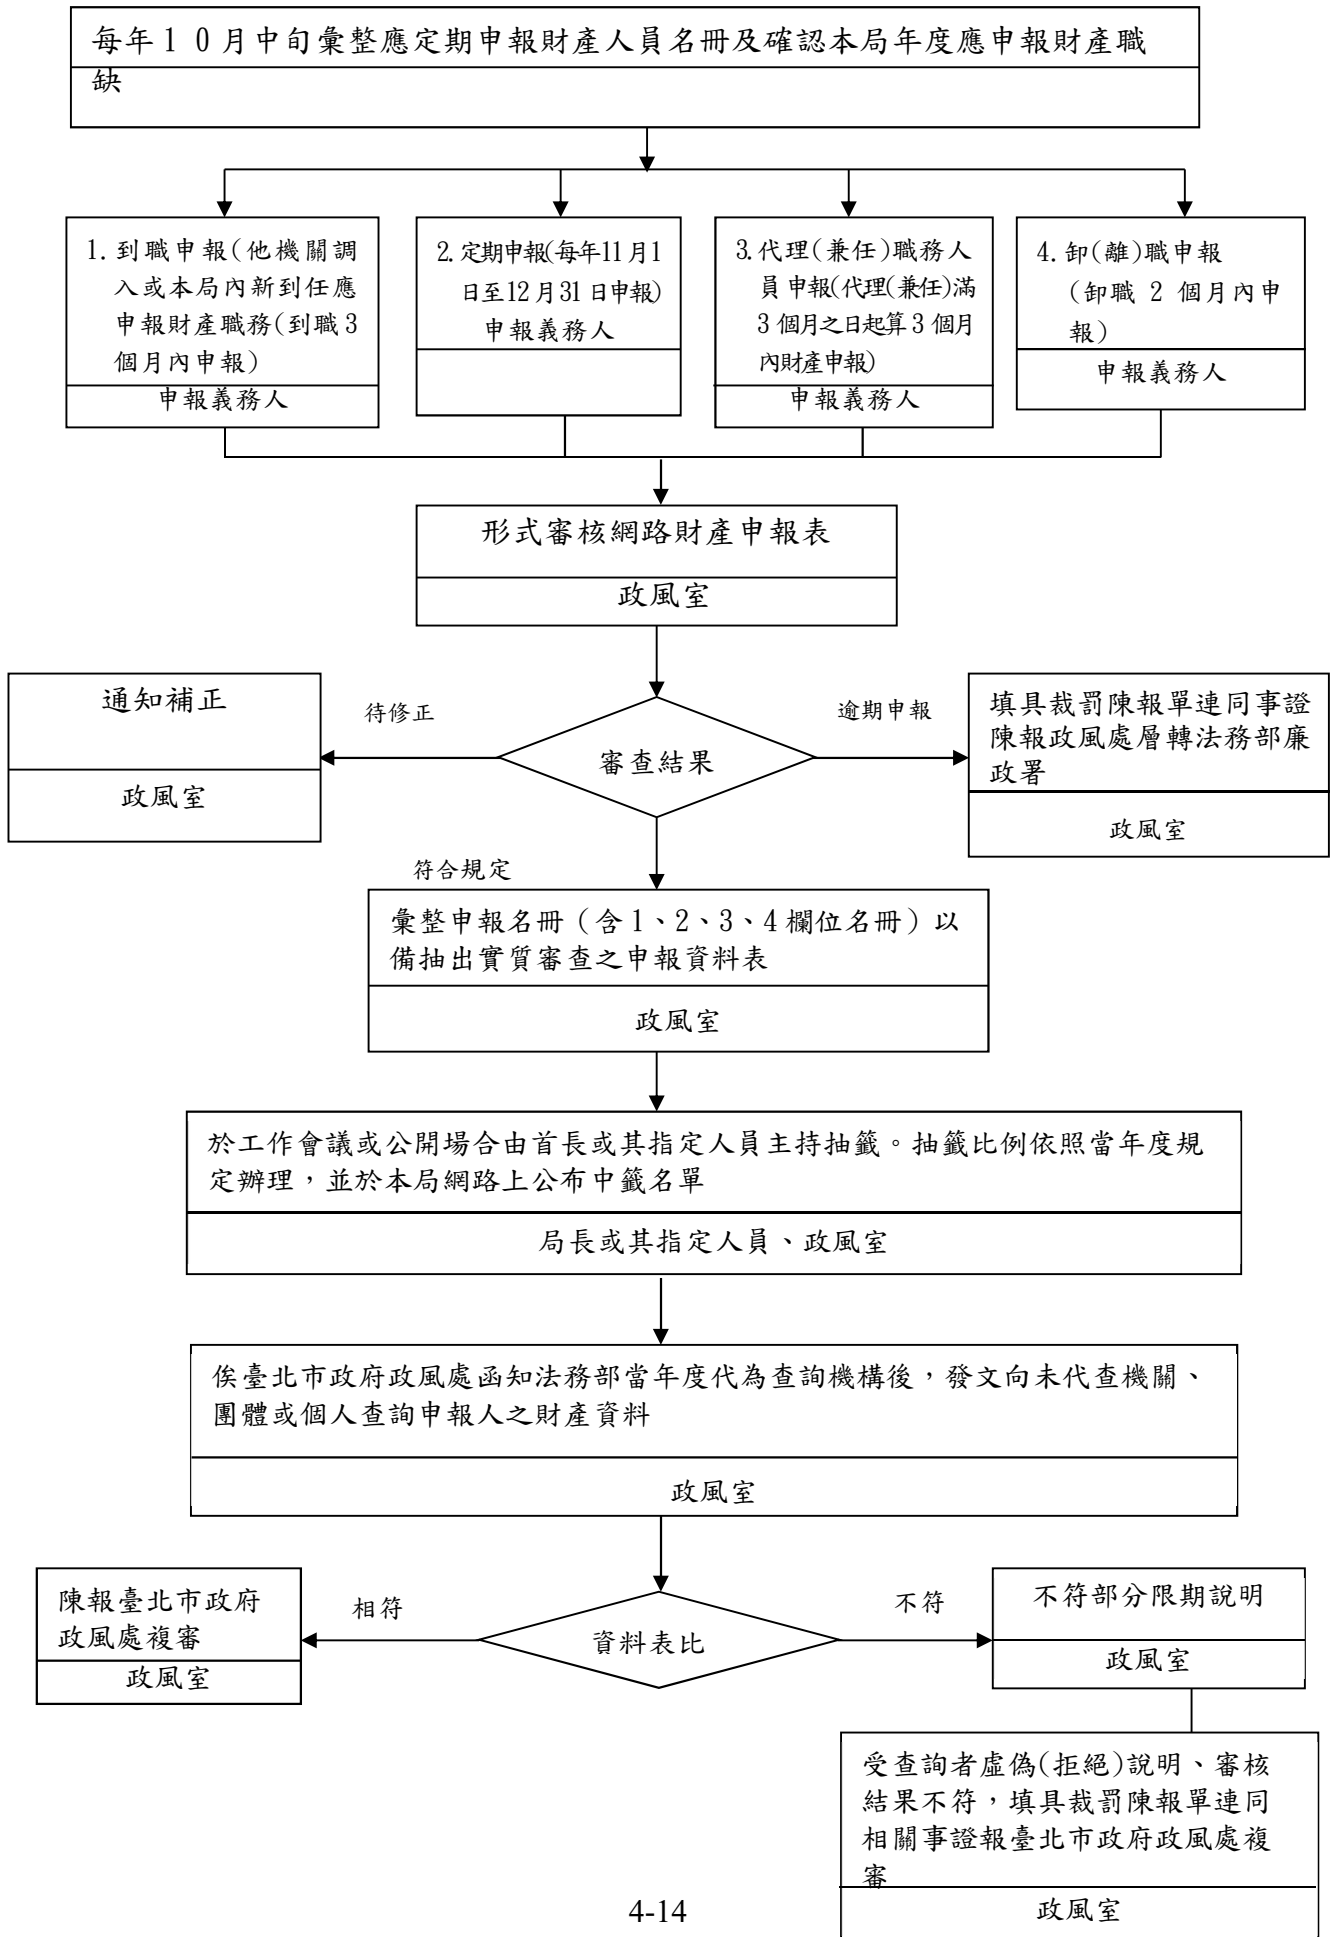 每年10月中旬彙整應定期申報財產人員名冊及確認本局年度應申報財產職
缺
1.到職申報(他機關調
入或本局內新到任應
申報財產職務(到職3
個月內申報)
申報義務人
2.定期申報(每年11月1
日至12月31日申報)
申報義務人
3.代理(兼任)職務人
員申報(代理(兼任)滿
3個月之日起算3個月
內財產申報)
申報義務人
4.卸(離)職申報
(卸職 2 個月內申
報)
申報義務人
形式審核網路財產申報表
政風室
通知補正
政風室
待修正
審查結果
逾期申報
填具裁罰陳報單連同事證
陳報政風處層轉法務部廉
政署
政風室
符合規定
彙整申報名冊（含1、2、3、4欄位名冊）以
備抽出實質審查之申報資料表
政風室
於工作會議或公開場合由首長或其指定人員主持抽籤。抽籤比例依照當年度規
定辦理，並於本局網路上公布中籤名單
局長或其指定人員、政風室
俟臺北市政府政風處函知法務部當年度代為查詢機構後，發文向未代查機關、
團體或個人查詢申報人之財產資料
政風室
陳報臺北市政府
政風處複審
政風室
相符
資料表比
不符
不符部分限期說明
政風室
受查詢者虛偽(拒絕)說明、審核
結果不符，填具裁罰陳報單連同
相關事證報臺北市政府政風處複
審
政風室
4-14